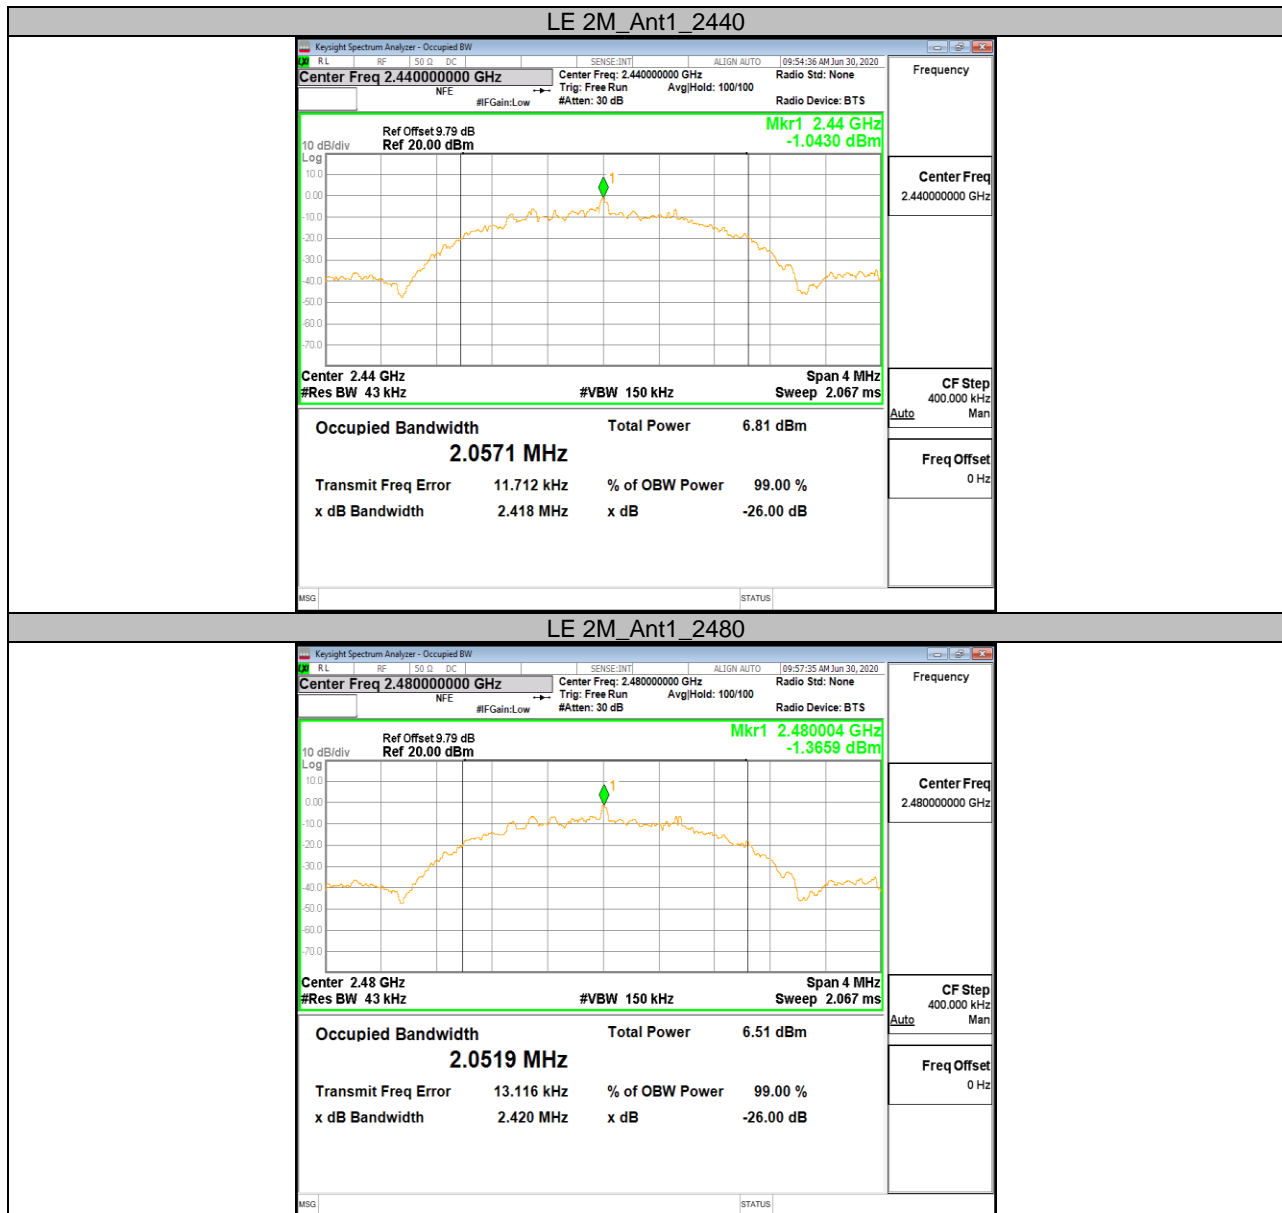 LE 2M_Ant1_2440
Keysight Spectrum Analyzer - Occupied BW
LXI RL RF 50 Ω DC SENSE:INT ALIGN AUTO 09:54:36 AM Jun 30, 2020
Center Freq 2.440000000 GHz Center Freq: 2.440000000 GHz Radio Std: None Frequency
NFE Trig: Free Run Avg|Hold: 100/100
#IFGain:Low #Atten: 30 dB Radio Device: BTS
Mkr1 2.44 GHz
Ref Offset 9.79 dB
10 dB/div Ref 20.00 dBm -1.0430 dBm
Log
10.0
0.00
-10.0
-20.0
-30.0
-40.0
-50.0
-60.0
-70.0
1
Center Freq
2.440000000 GHz
Center 2.44 GHz Span 4 MHz
#Res BW 43 kHz #VBW 150 kHz Sweep 2.067 ms
CF Step
400.000 kHz
Auto Man
Occupied Bandwidth Total Power 6.81 dBm
2.0571 MHz
Freq Offset
0 Hz
Transmit Freq Error 11.712 kHz % of OBW Power 99.00 %
x dB Bandwidth 2.418 MHz x dB -26.00 dB
MSG STATUS
LE 2M_Ant1_2480
Keysight Spectrum Analyzer - Occupied BW
LXI RL RF 50 Ω DC SENSE:INT ALIGN AUTO 09:57:35 AM Jun 30, 2020
Center Freq 2.480000000 GHz Center Freq: 2.480000000 GHz Radio Std: None Frequency
NFE Trig: Free Run Avg|Hold: 100/100
#IFGain:Low #Atten: 30 dB Radio Device: BTS
Mkr1 2.480004 GHz
Ref Offset 9.79 dB
10 dB/div Ref 20.00 dBm -1.3659 dBm
Log
10.0
0.00
-10.0
-20.0
-30.0
-40.0
-50.0
-60.0
-70.0
1
Center Freq
2.480000000 GHz
Center 2.48 GHz Span 4 MHz
#Res BW 43 kHz #VBW 150 kHz Sweep 2.067 ms
CF Step
400.000 kHz
Auto Man
Occupied Bandwidth Total Power 6.51 dBm
2.0519 MHz
Freq Offset
0 Hz
Transmit Freq Error 13.116 kHz % of OBW Power 99.00 %
x dB Bandwidth 2.420 MHz x dB -26.00 dB
MSG STATUS